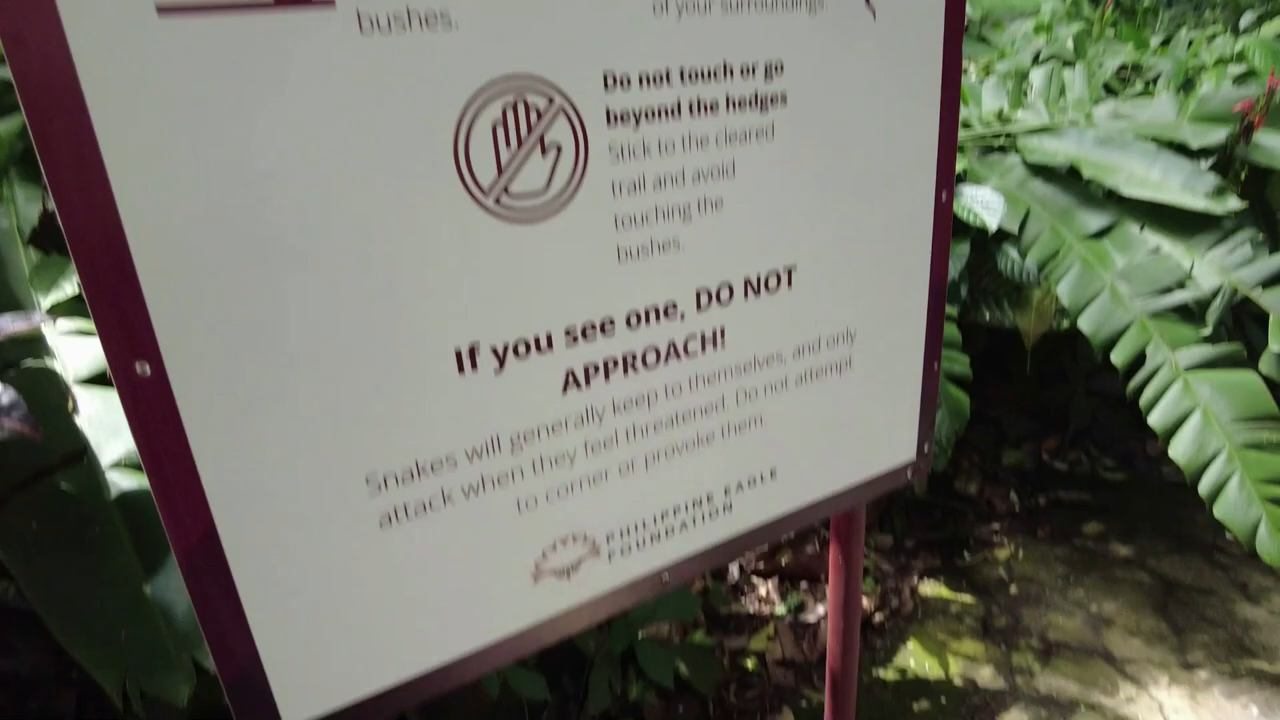 bushes.
of your surroundings.
Do not touch or go
beyond the hedges
Stick to the cleared
trail and avoid
touching the
bushes.
If you see one, DO NOT
APPROACH!
Snakes will generally keep to themselves, and only
attack when they feel threatened. Do not attempt
to corner or provoke them
PHILIPPINE EAGLE
FOUNDATION